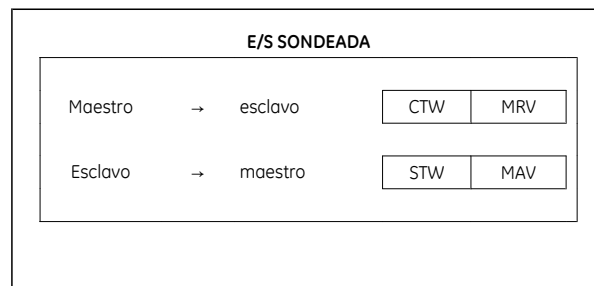 E/S SONDEADA
Maestro → esclavo CTW MRV
Esclavo → maestro STW MAV